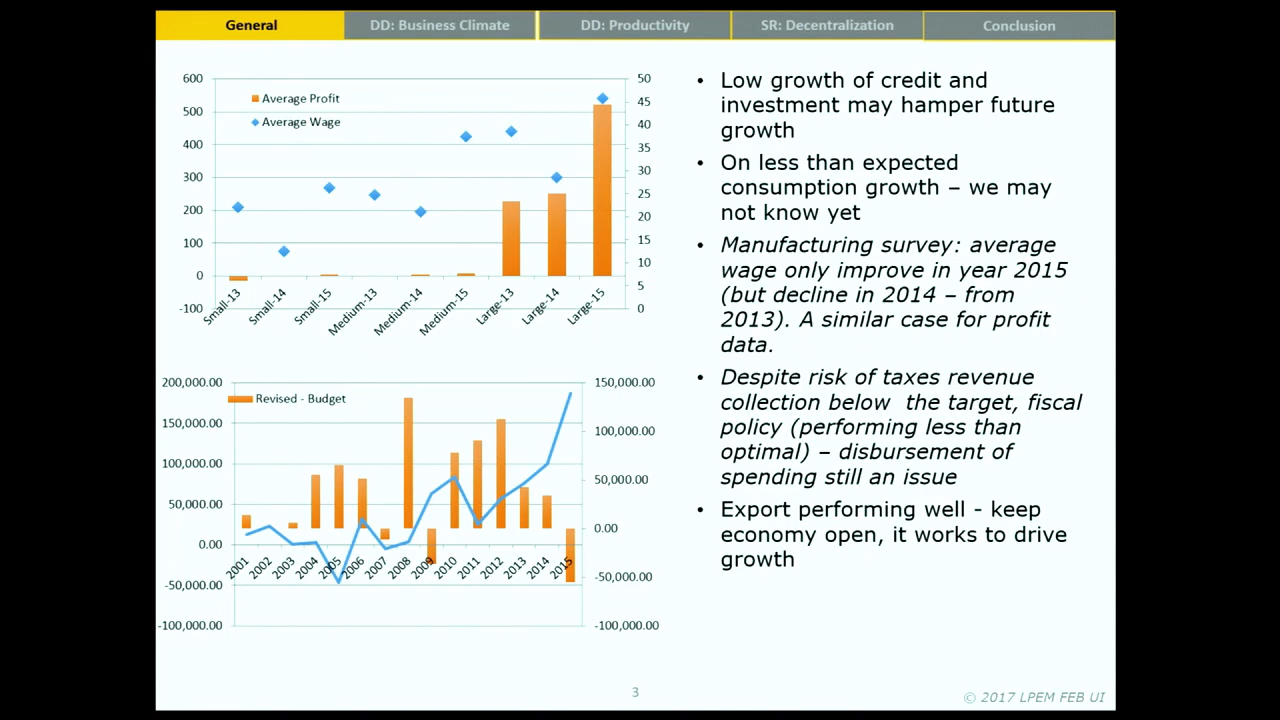 General DD: Business Climate DD: Productivity SR: Decentralization Conclusion
600
500
400
300
200
100
0
-100
50
45
40
35
30
25
20
15
10
5
0
Average Profit
Average Wage
Small-13
Small-14
Small-15
Medium-13
Medium-14
Medium-15
Large-13
Large-14
Large-15
200,000.00
150,000.00
100,000.00
50,000.00
0.00
-50,000.00
-100,000.00
150,000.00
100,000.00
50,000.00
0.00
-50,000.00
-100,000.00
Revised - Budget
2001
2002
2003
2004
2005
2006
2007
2008
2009
2010
2011
2012
2013
2014
2015
• Low growth of credit and
investment may hamper future
growth
• On less than expected
consumption growth – we may
not know yet
• Manufacturing survey: average
wage only improve in year 2015
(but decline in 2014 – from
2013). A similar case for profit
data.
• Despite risk of taxes revenue
collection below the target, fiscal
policy (performing less than
optimal) – disbursement of
spending still an issue
• Export performing well - keep
economy open, it works to drive
growth
3
© 2017 LPEM FEB UI